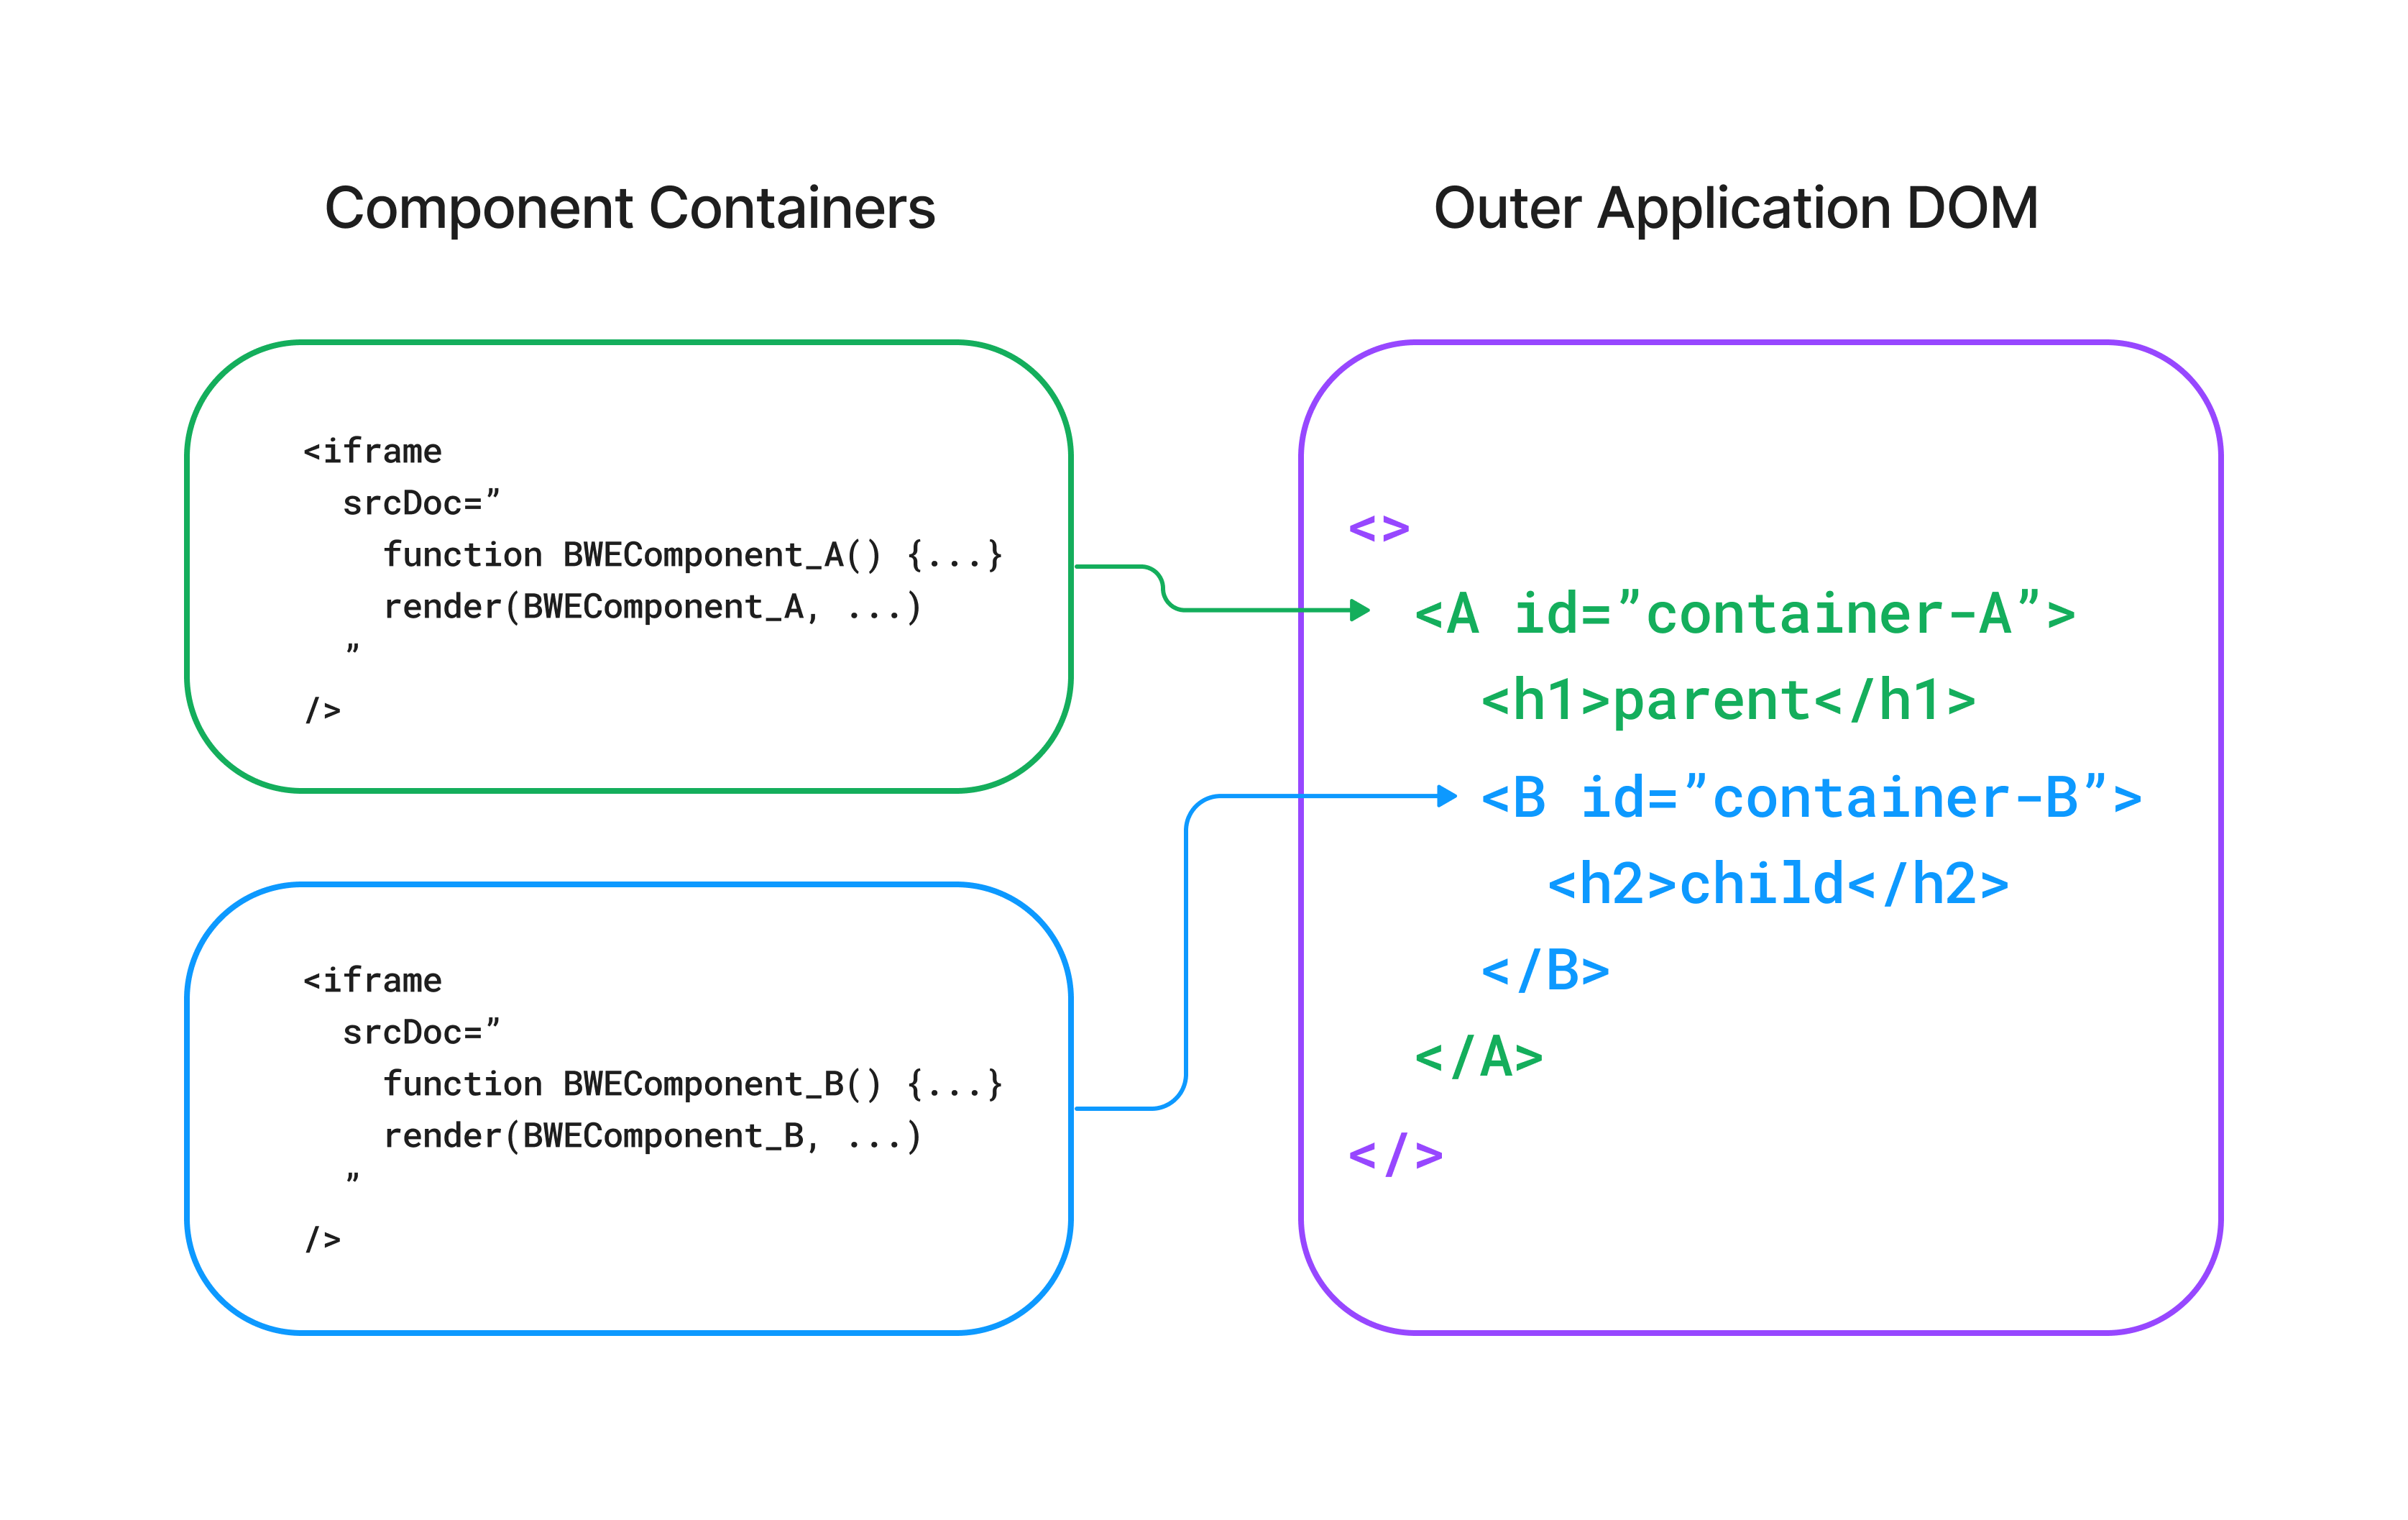 Component Containers
<iframe
srcDoc=”
function BWEComponent_A() {...}
render(BWEComponent_A, ...)
”
/>
<iframe
srcDoc=”
function BWEComponent_B() {...}
render(BWEComponent_B, ...)
”
/>
Outer Application DOM
<>
<A id=”container-A”>
<h1>parent</h1>
<B id=”container-B”>
<h2>child</h2>
</B>
</A>
</>